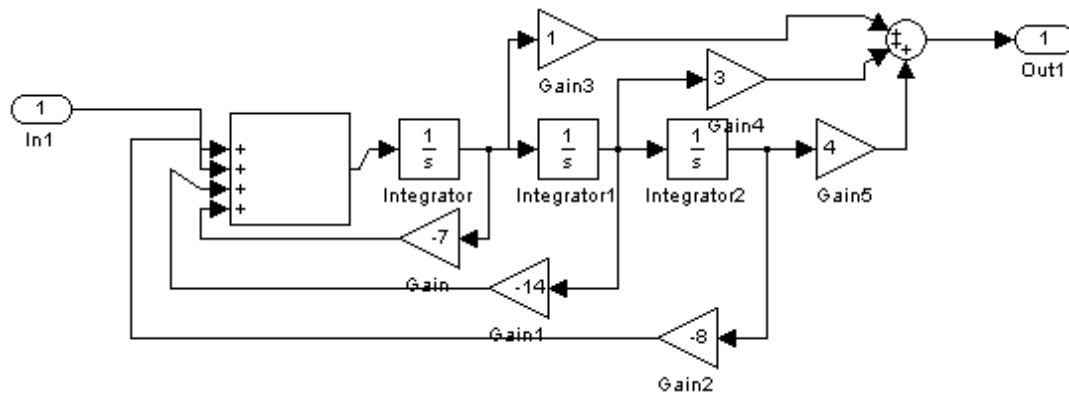 1
In1
+
+
+
+
1
s
Integrator
1
Gain3
1
s
Integrator1
3
Gain4
1
s
Integrator2
4
Gain5
+
+
+
1
Out1
-7
Gain
-14
Gain1
-8
Gain2